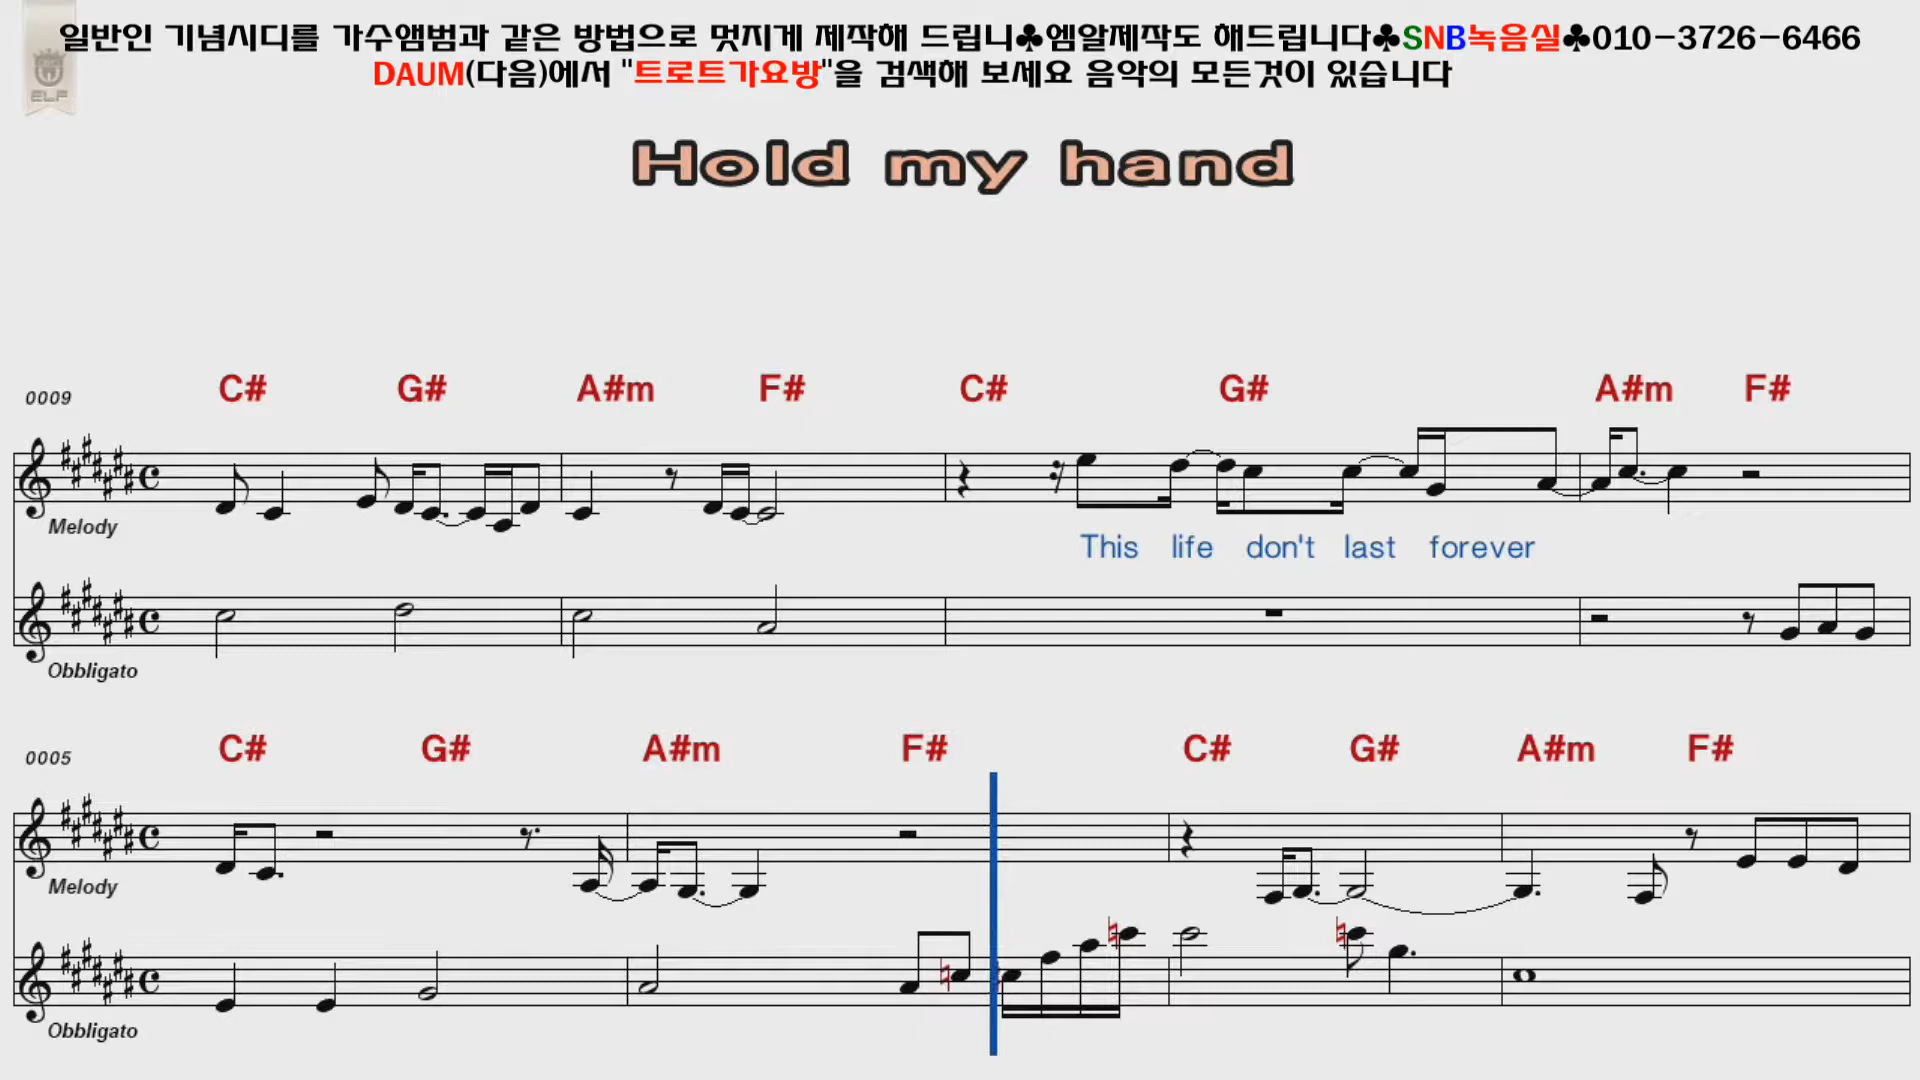 일반인 기념시디를 가수앨범과 같은 방법으로 멋지게 제작해 드립니♣엠알제작도 해드립니다♣SNB녹음실♣010-3726-6466
DAUM(다음)에서 "트로트가요방"을 검색해 보세요 음악의 모든것이 있습니다
ELF
Hold my hand
0009 C# G# A#m F# C# G# A#m F#
Melody
This life don't last forever
Obbligato
0005 C# G# A#m F# C# G# A#m F#
Melody
Obbligato